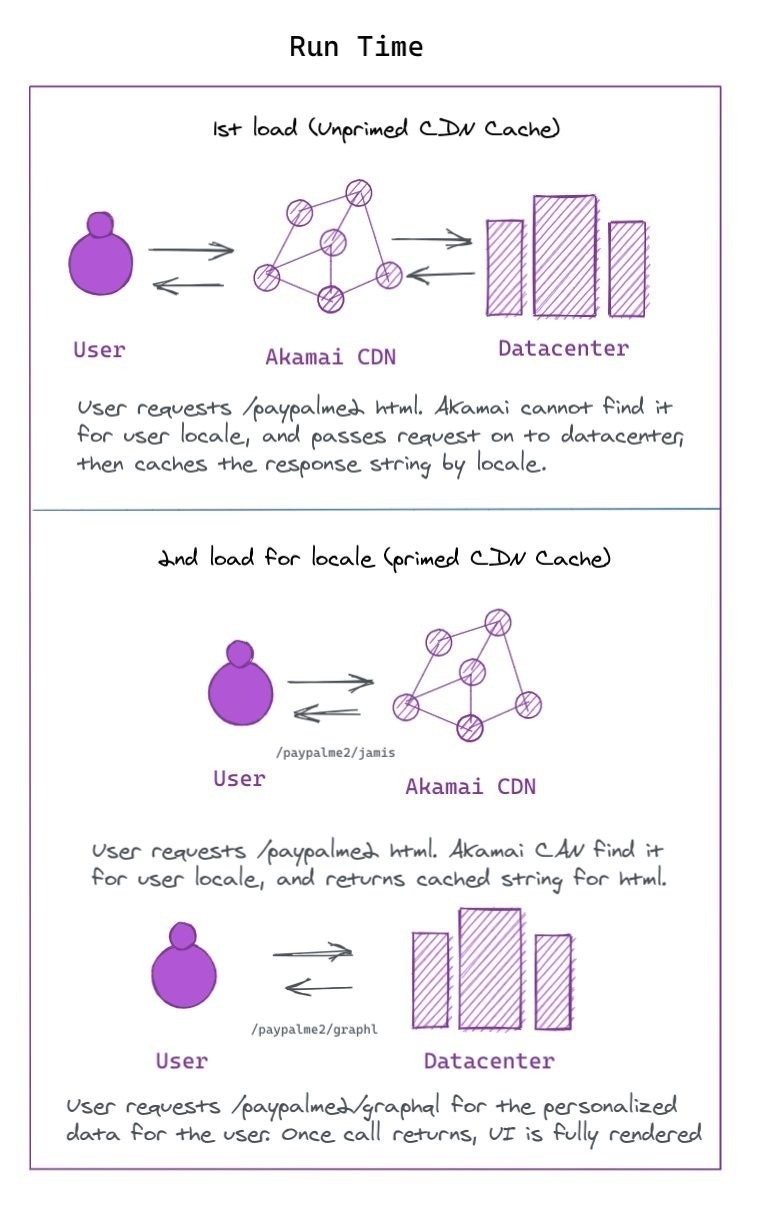 Run Time
1st load (Unprimed CDN Cache)
User
Akamai CDN
Datacenter
User requests /paypalme2 html. Akamai cannot find it
for user locale, and passes request on to datacenter,
then caches the response string by locale.
2nd load for locale (primed CDN Cache)
/paypalme2/jamis
User
Akamai CDN
User requests /paypalme2 html. Akamai CAN find it
for user locale, and returns cached string for html.
/paypalme2/graphl
User
Datacenter
User requests /paypalme2/graphql for the personalized
data for the user. Once call returns, UI is fully rendered